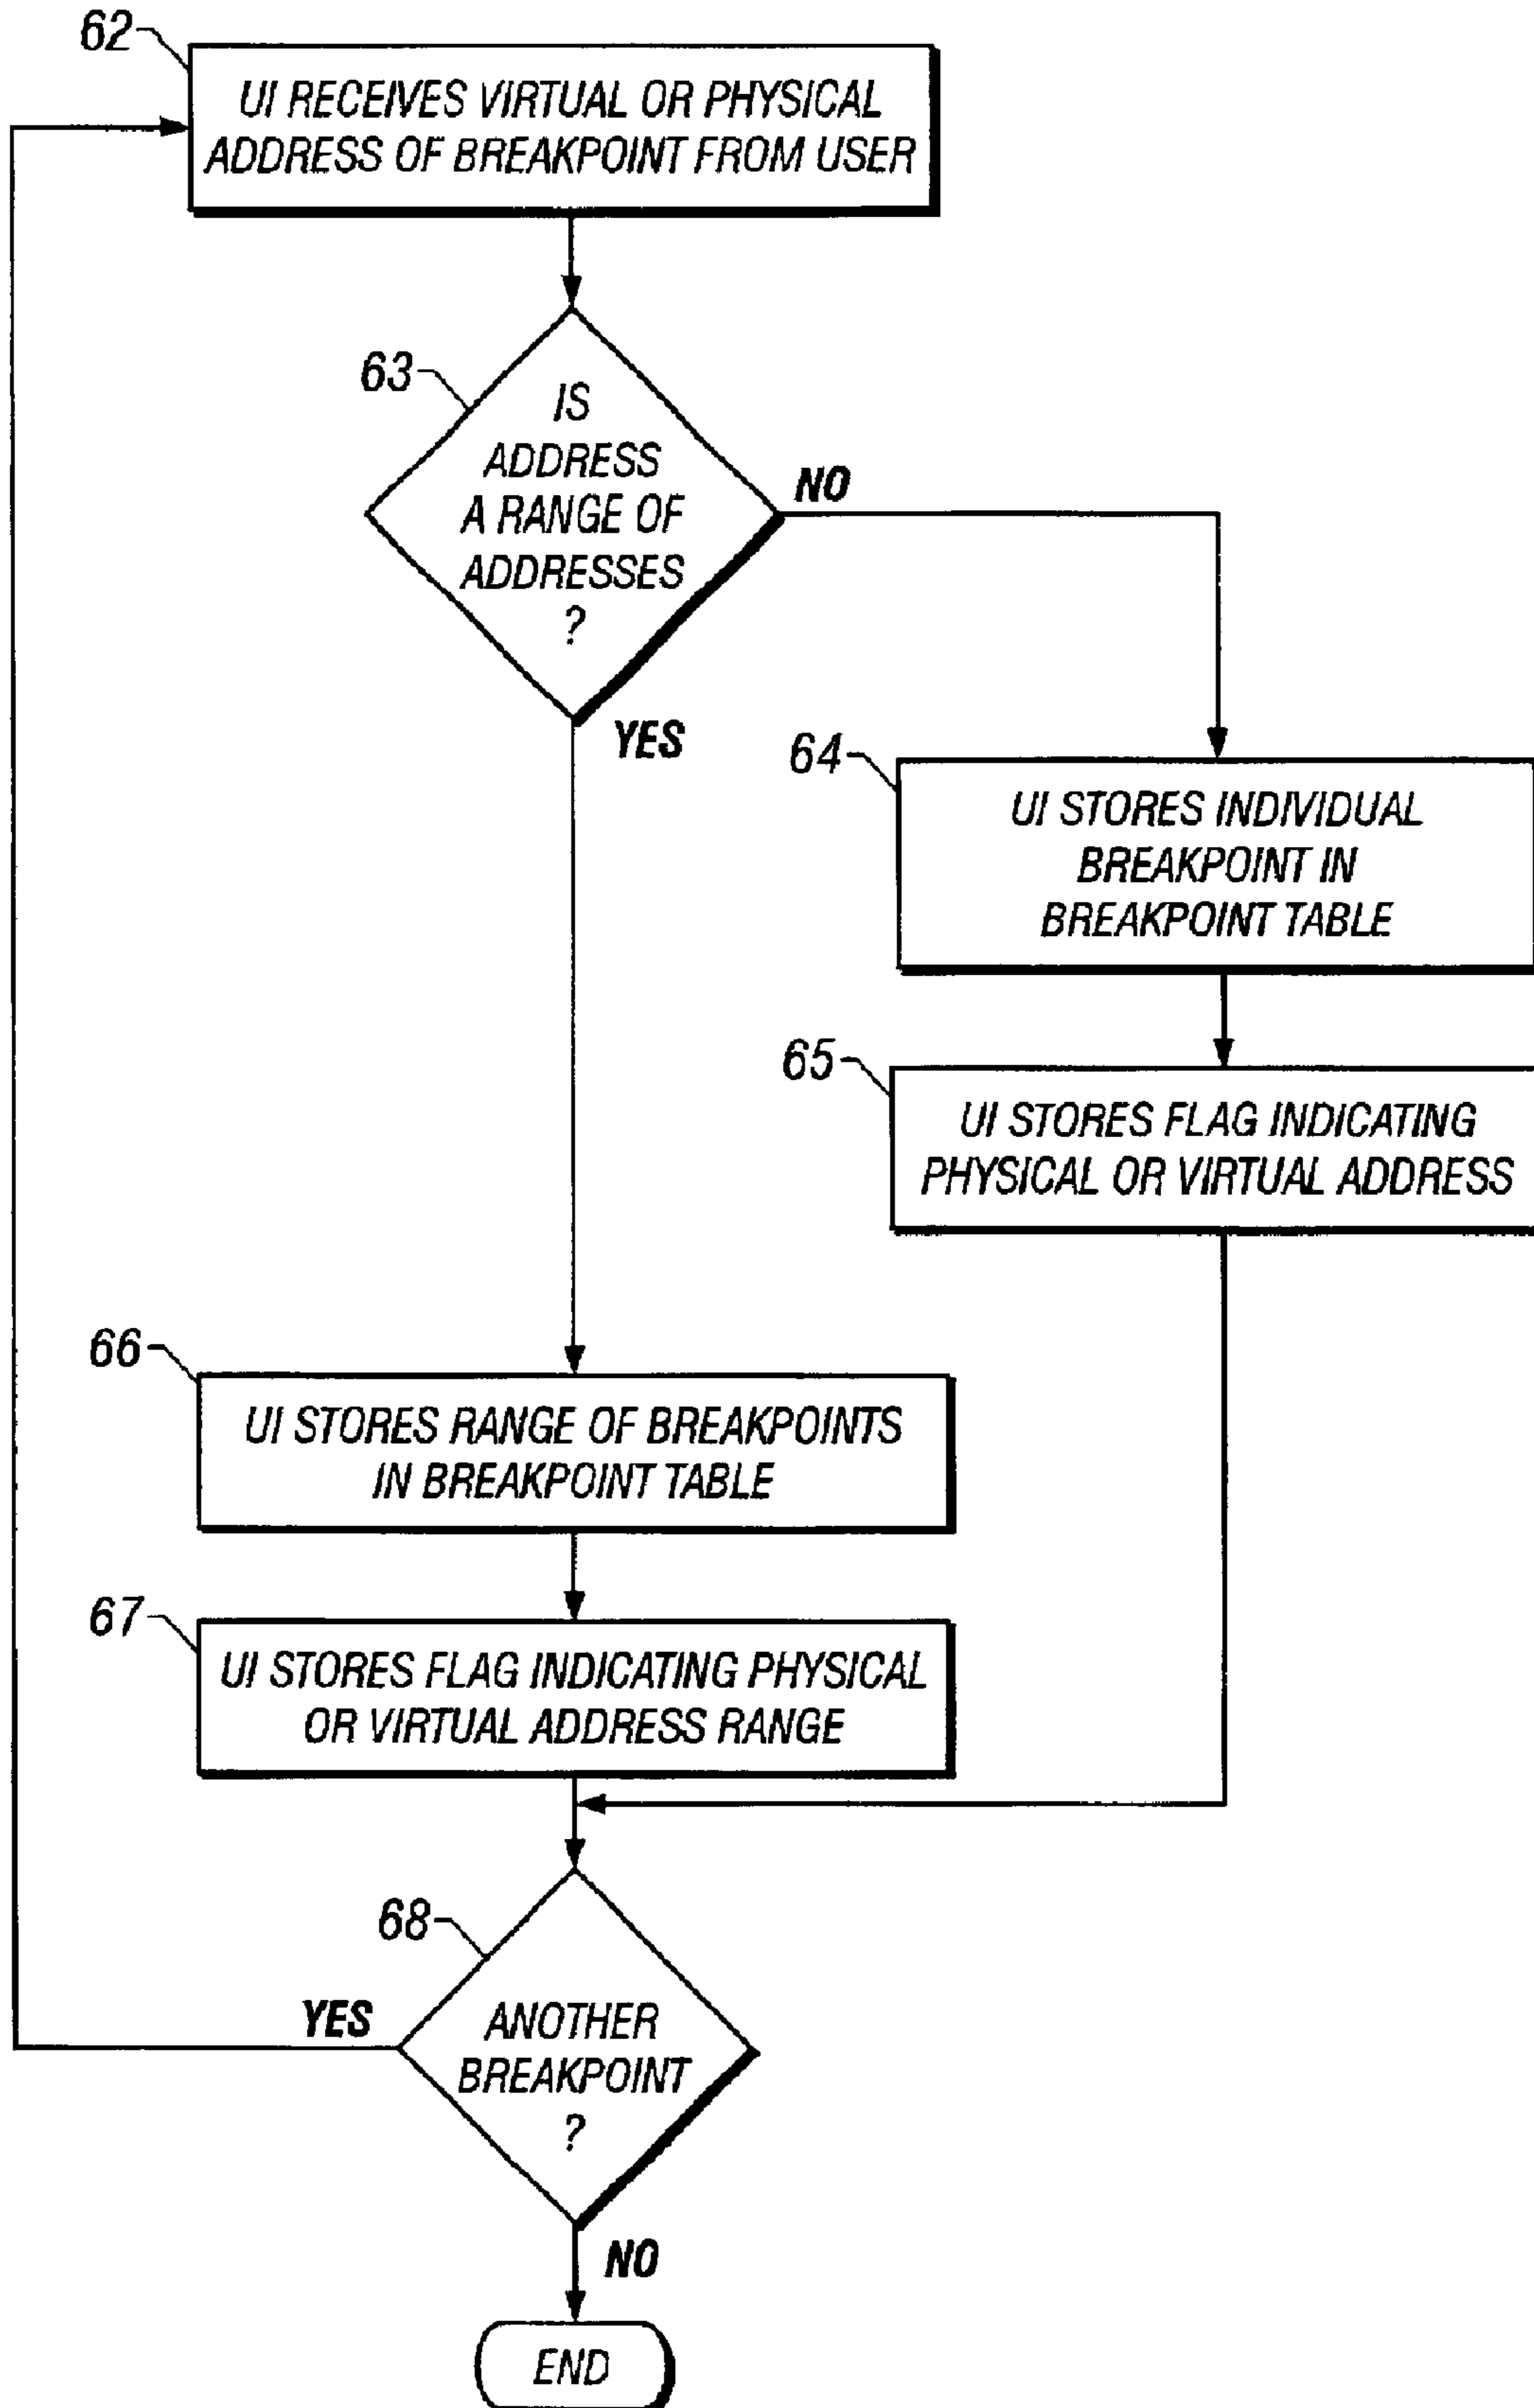 62
UI RECEIVES VIRTUAL OR PHYSICAL
ADDRESS OF BREAKPOINT FROM USER
63
IS
ADDRESS
A RANGE OF
ADDRESSES
?
NO
YES
64
UI STORES INDIVIDUAL
BREAKPOINT IN
BREAKPOINT TABLE
65
UI STORES FLAG INDICATING
PHYSICAL OR VIRTUAL ADDRESS
66
UI STORES RANGE OF BREAKPOINTS
IN BREAKPOINT TABLE
67
UI STORES FLAG INDICATING PHYSICAL
OR VIRTUAL ADDRESS RANGE
68
YES
ANOTHER
BREAKPOINT
?
NO
END